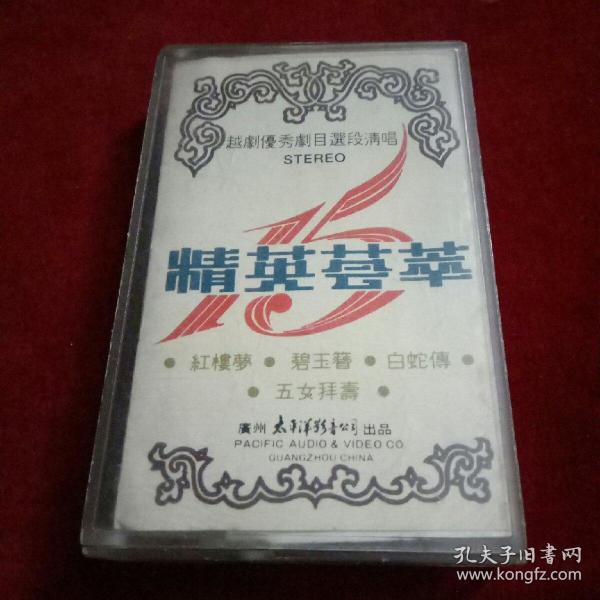 越劇優秀劇目選段清唱
STEREO
15
精英荟萃
• 紅樓夢 • 碧玉簪 • 白蛇傳
• 五女拜壽 •
廣州 太平洋影音公司 出品
PACIFIC AUDIO & VIDEO CO.
GUANGZHOU CHINA
孔夫子旧书网
www.kongfz.com